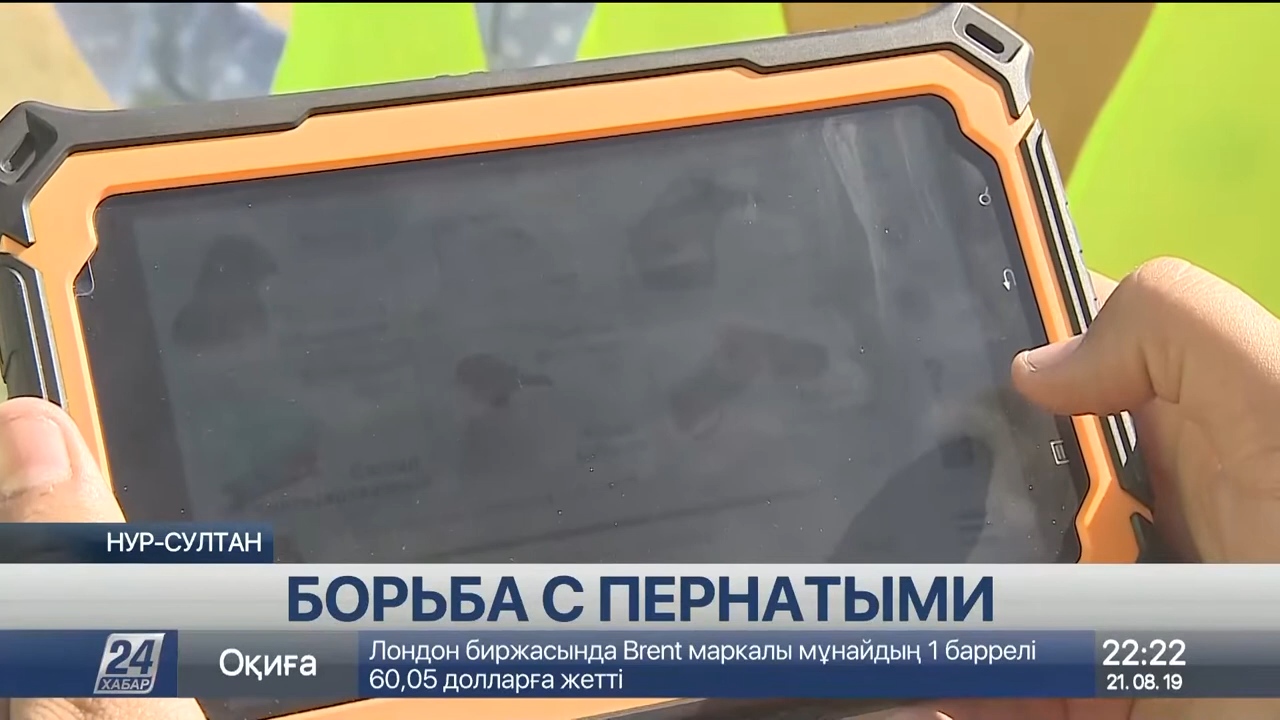 НУР-СУЛТАН
БОРЬБА С ПЕРНАТЫМИ
24
ХАБАР
Оқиға
Лондон биржасында Brent маркалы мұнайдың 1 баррелі
60,05 долларға жетті
22:22
21. 08. 19